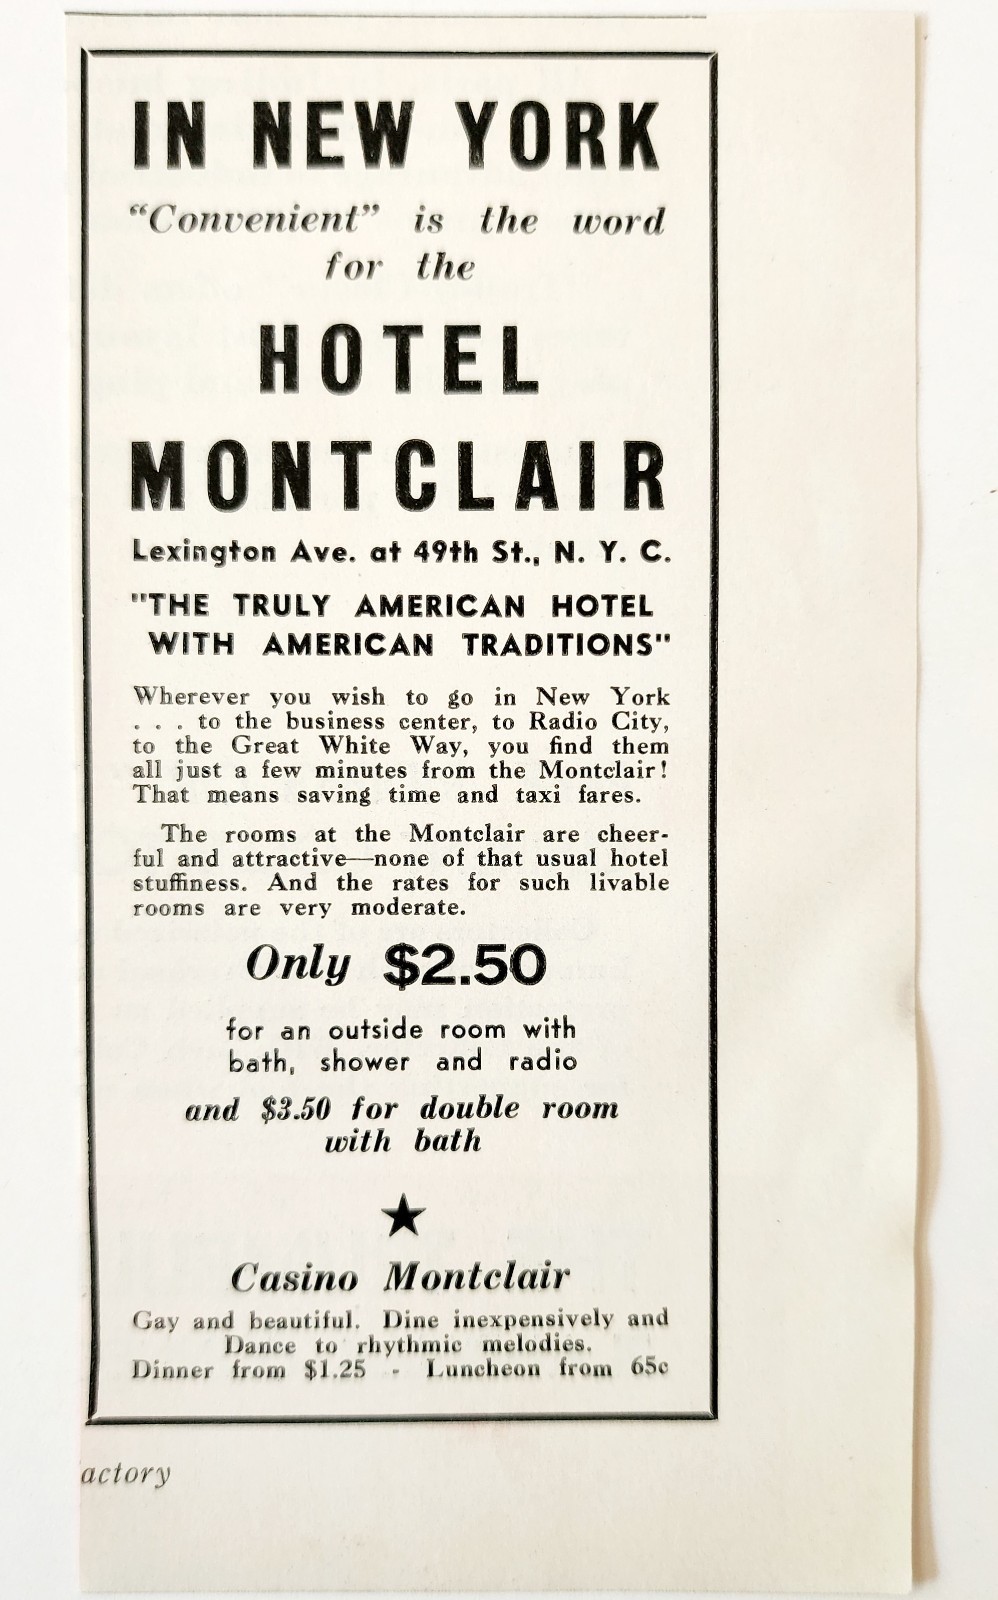 IN NEW YORK
“Convenient” is the word
for the
HOTEL
MONTCLAIR
Lexington Ave. at 49th St., N. Y. C.
"THE TRULY AMERICAN HOTEL
WITH AMERICAN TRADITIONS"
Wherever you wish to go in New York
. . . to the business center, to Radio City,
to the Great White Way, you find them
all just a few minutes from the Montclair!
That means saving time and taxi fares.
The rooms at the Montclair are cheer-
ful and attractive—none of that usual hotel
stuffiness. And the rates for such livable
rooms are very moderate.
Only $2.50
for an outside room with
bath, shower and radio
and $3.50 for double room
with bath
★
Casino Montclair
Gay and beautiful. Dine inexpensively and
Dance to rhythmic melodies.
Dinner from $1.25 - Luncheon from 65c
actory